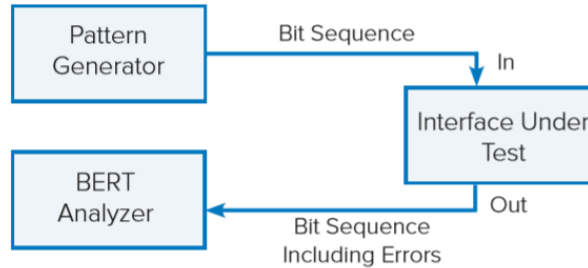 Pattern
Generator
Bit Sequence
In
Interface Under
Test
Out
BERT
Analyzer
Bit Sequence
Including Errors